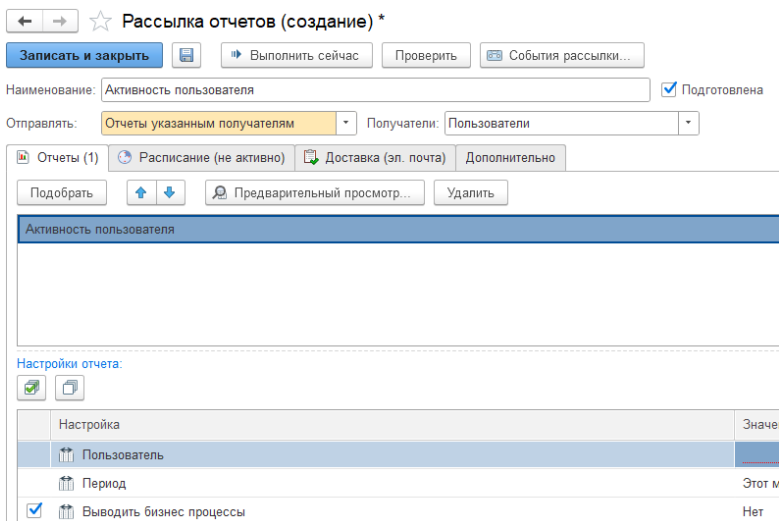 Рассылка отчетов (создание) *
Записать и закрыть Выполнить сейчас Проверить События рассылки...
Наименование: Активность пользователя Подготовлена
Отправлять: Отчеты указанным получателям Получатели: Пользователи
Отчеты (1) Расписание (не активно) Доставка (эл. почта) Дополнительно
Подобрать Предварительный просмотр... Удалить
Активность пользователя
Настройки отчета:
Настройка Значе
Пользователь
Период Этот м
Выводить бизнес процессы Нет